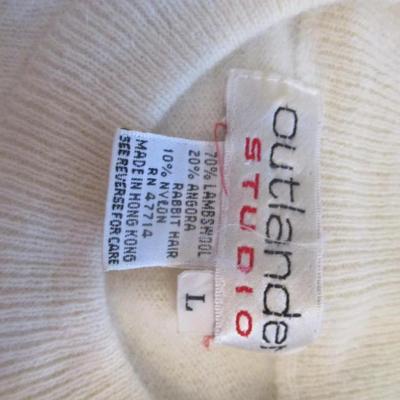 outlander
STUDIO
70% LAMBSWOOL
20% ANGORA
RABBIT HAIR
10% NYLON
RN 47714
MADE IN HONG KONG
SEE REVERSE FOR CARE
L